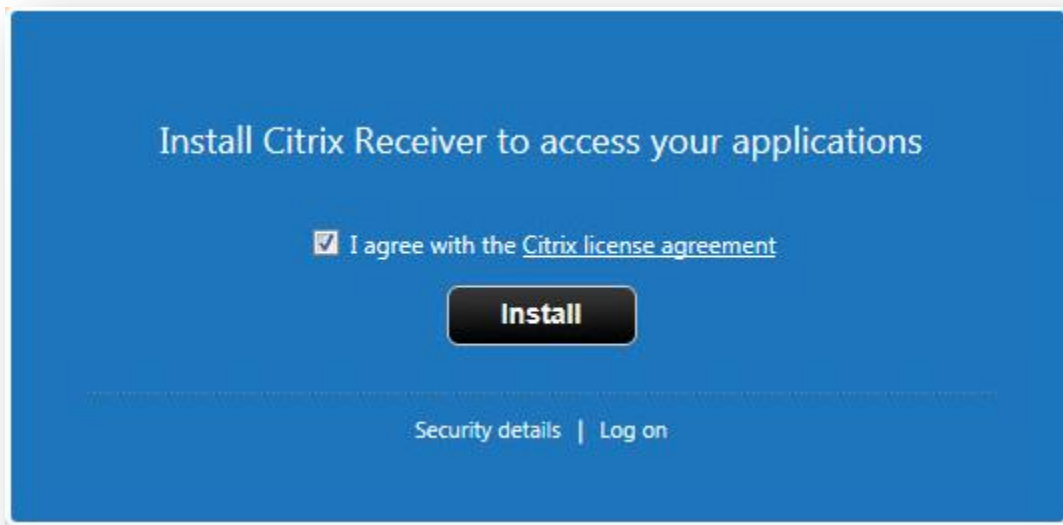 Install Citrix Receiver to access your applications
I agree with the Citrix license agreement
Install
Security details | Log on